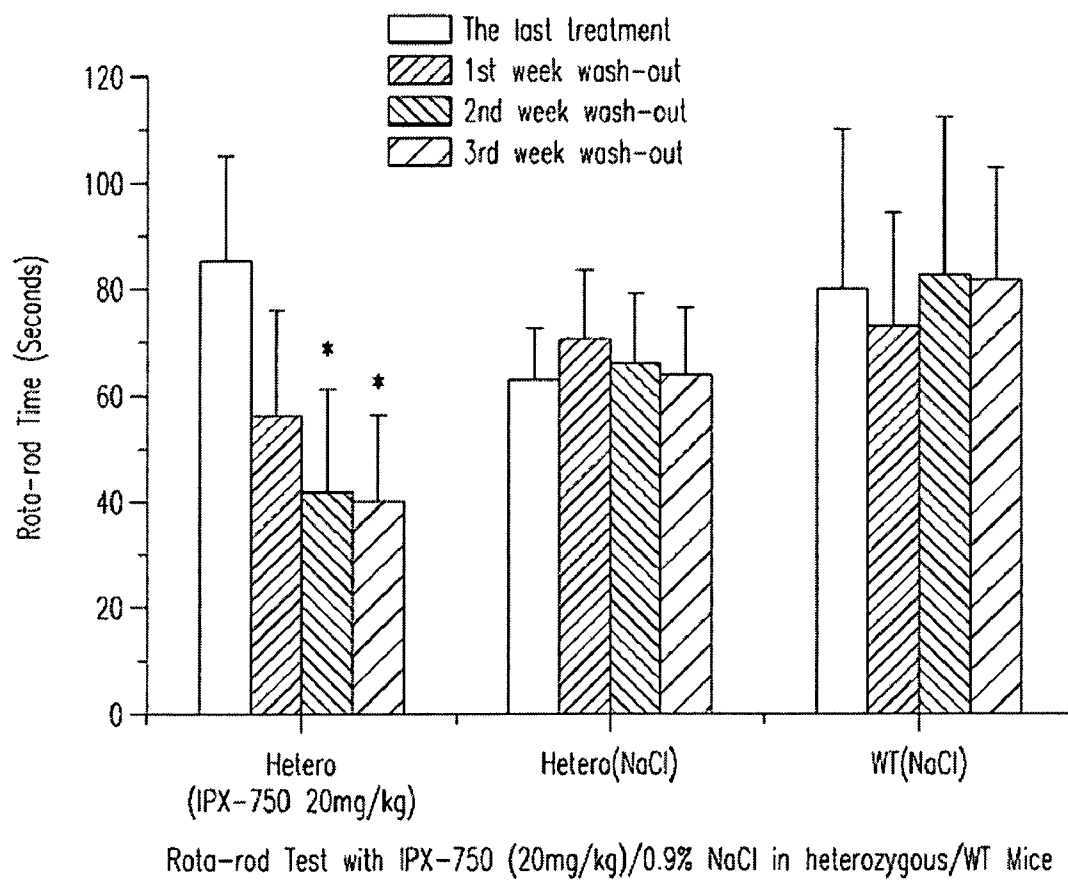 The last treatment
1st week wash-out
2nd week wash-out
3rd week wash-out
120
100
80
60
40
20
0
Rota-rod Time (Seconds)
*
*
Hetero
(IPX-750 20mg/kg)
Hetero(NaCl)
WT(NaCl)
Rota-rod Test with IPX-750 (20mg/kg)/0.9% NaCl in heterozygous/WT Mice